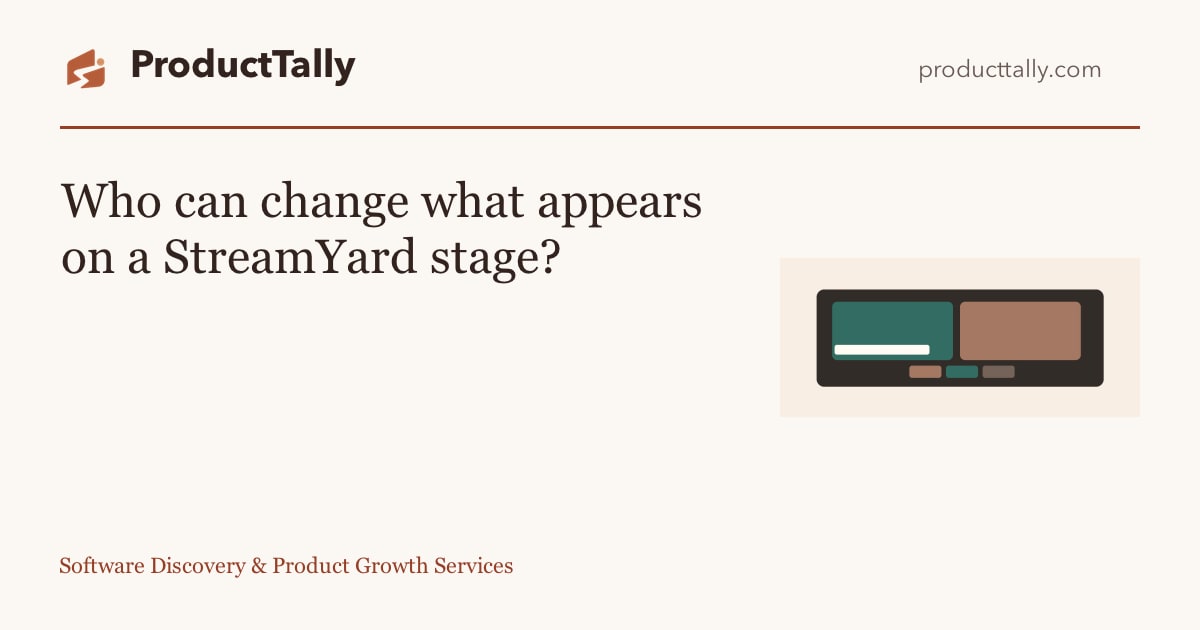 ProductTally
producttally.com
Who can change what appears
on a StreamYard stage?
Software Discovery & Product Growth Services